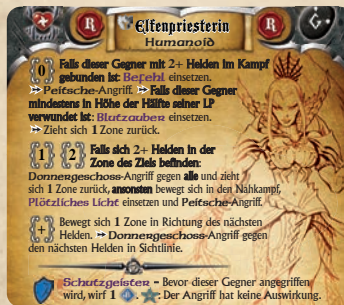 R
Elfenpriesterin
R
Humanoid
0 Falls dieser Gegner mit 2+ Helden im Kampf
gebunden ist: Befehl einsetzen.
Peitsche-Angriff. Falls dieser Gegner
mindestens in Höhe der Hälfte seiner LP
verwundet ist: Blutzauber einsetzen.
Zieht sich 1 Zone zurück.
1 2 Falls sich 2+ Helden in der
Zone des Ziels befinden:
Donnergeschoss-Angriff gegen alle und zieht
sich 1 Zone zurück, ansonsten bewegt sich in den Nahkampf,
Plötzliches Licht einsetzen und Peitsche-Angriff.
+ Bewegt sich 1 Zone in Richtung des nächsten
Helden. Donnergeschoss-Angriff gegen
den nächsten Helden in Sichtlinie.
Schutzgeister – Bevor dieser Gegner angegriffen
wird, wirf 1 : Der Angriff hat keine Auswirkung.